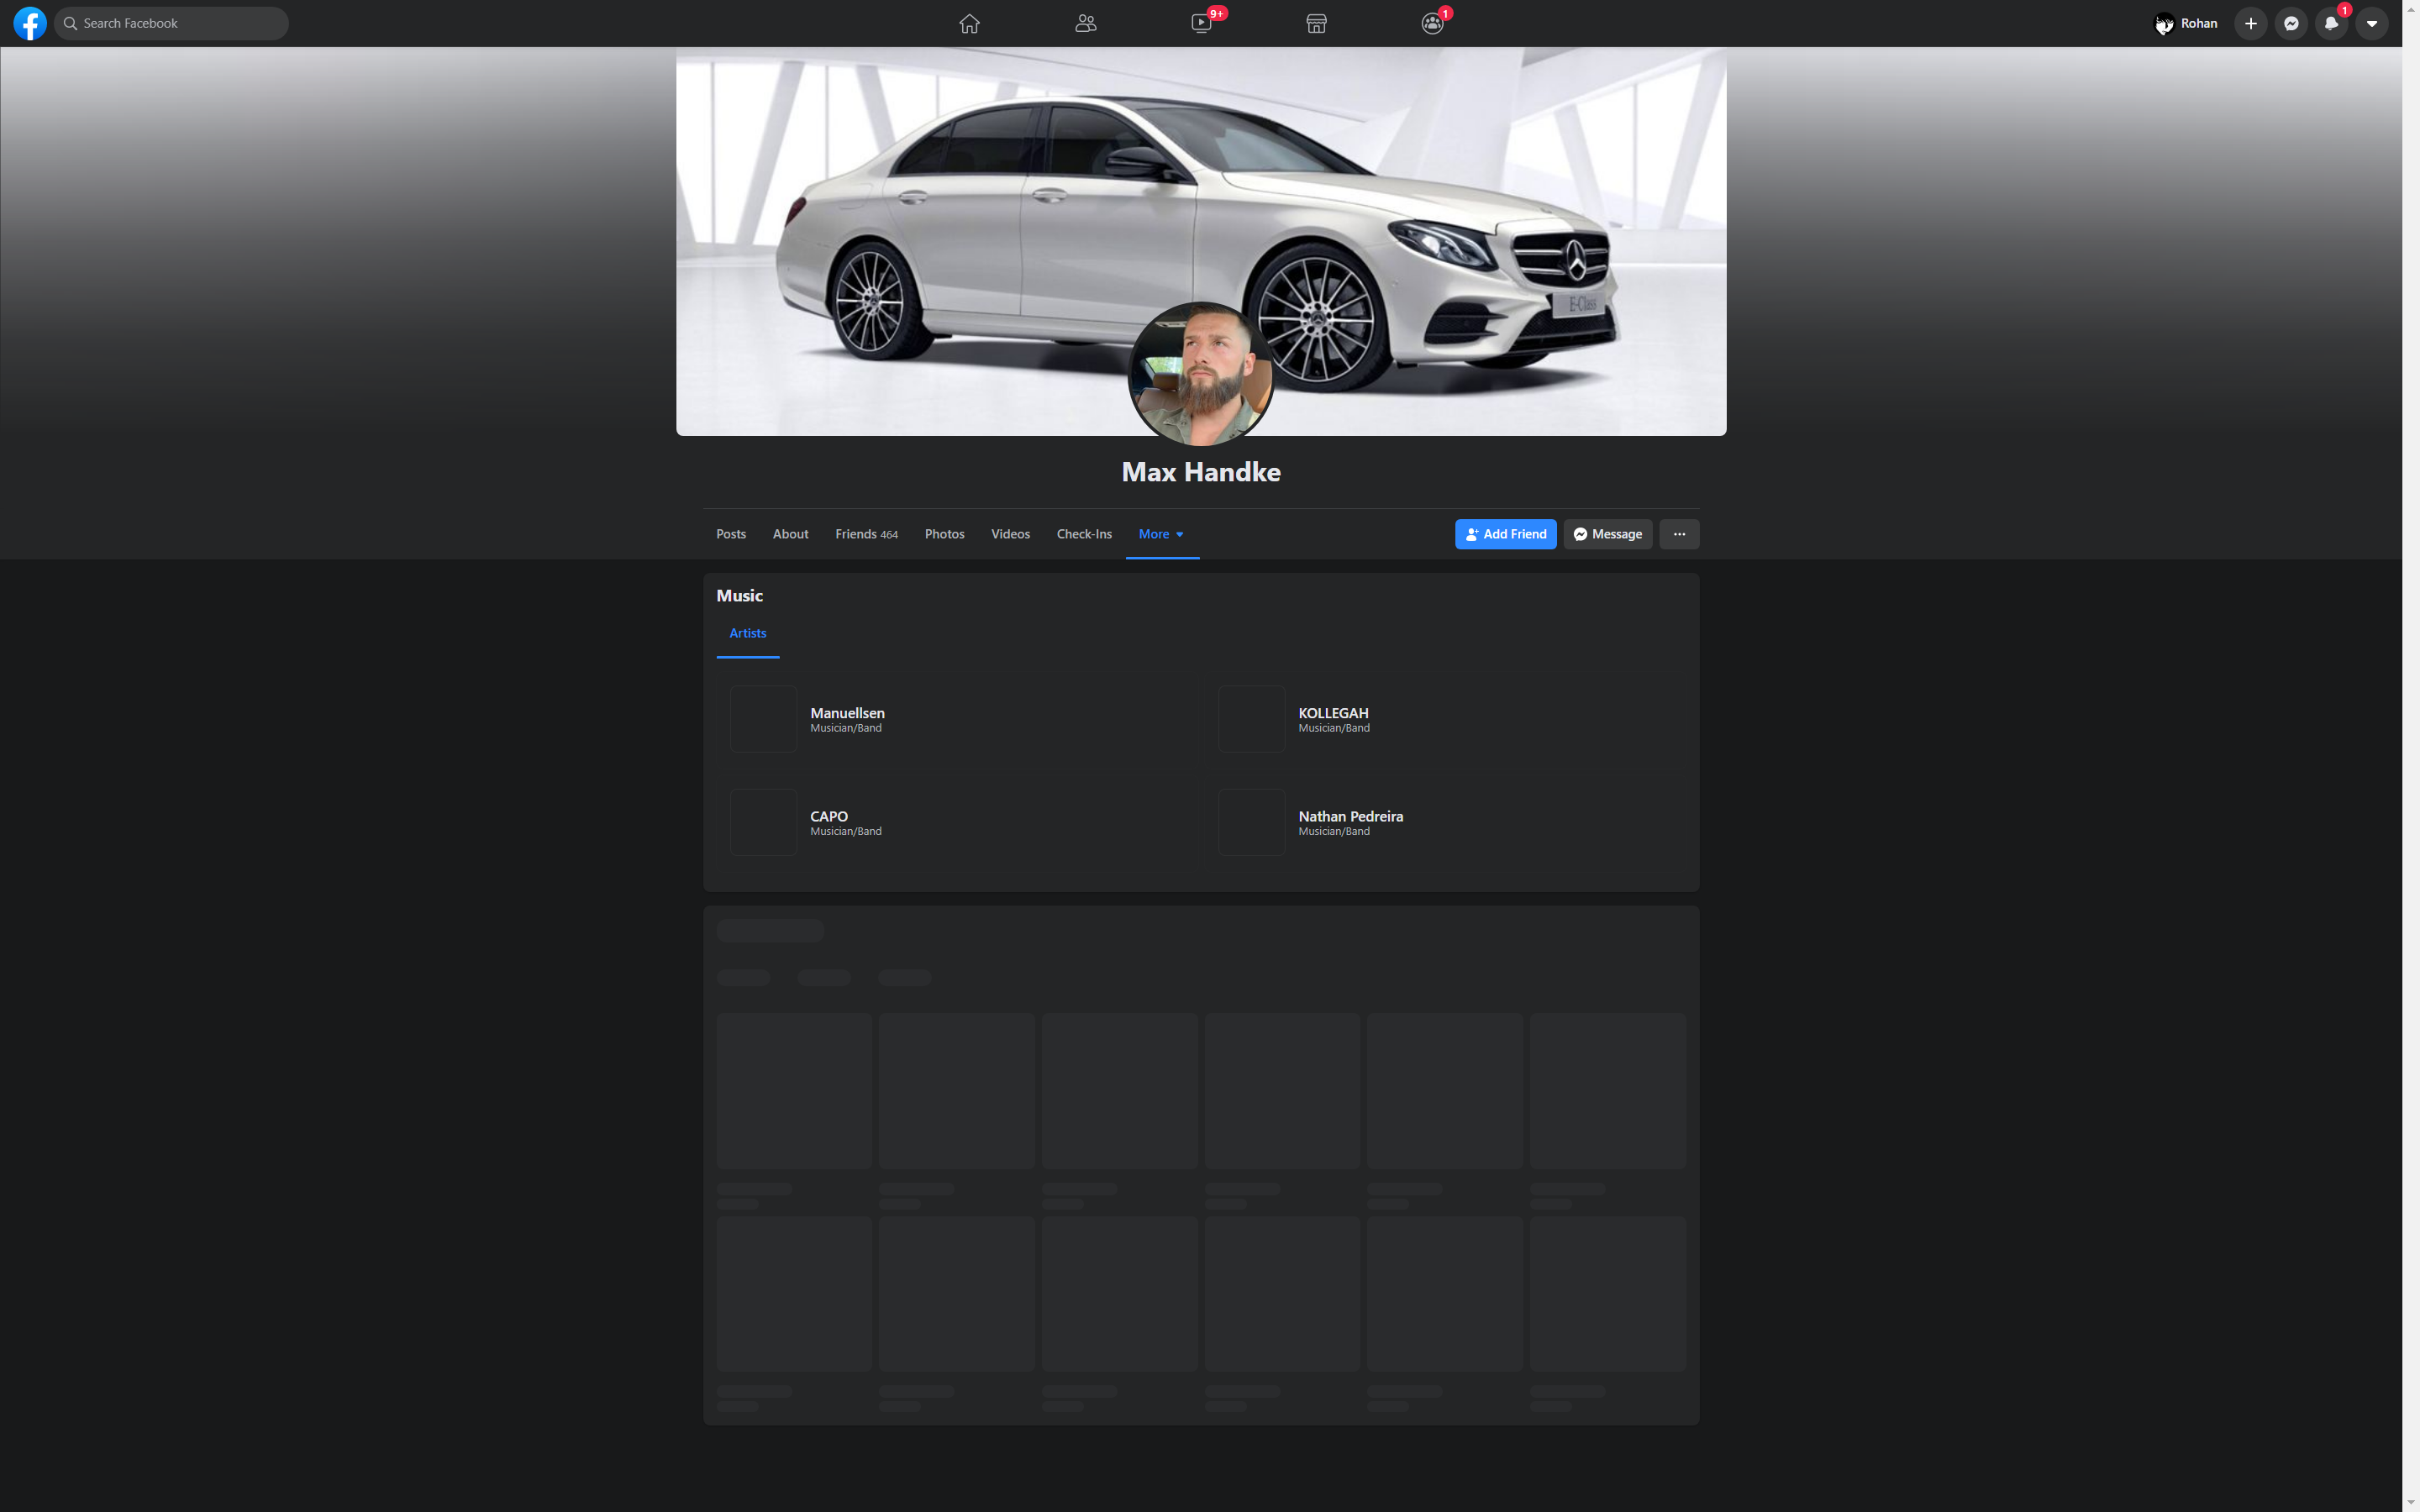 Search Facebook
9+
1
Rohan
1
E-Class
Max Handke
Posts About Friends 464 Photos Videos Check-Ins More
Add Friend Message
Music
Artists
Manuellsen
Musician/Band
KOLLEGAH
Musician/Band
CAPO
Musician/Band
Nathan Pedreira
Musician/Band